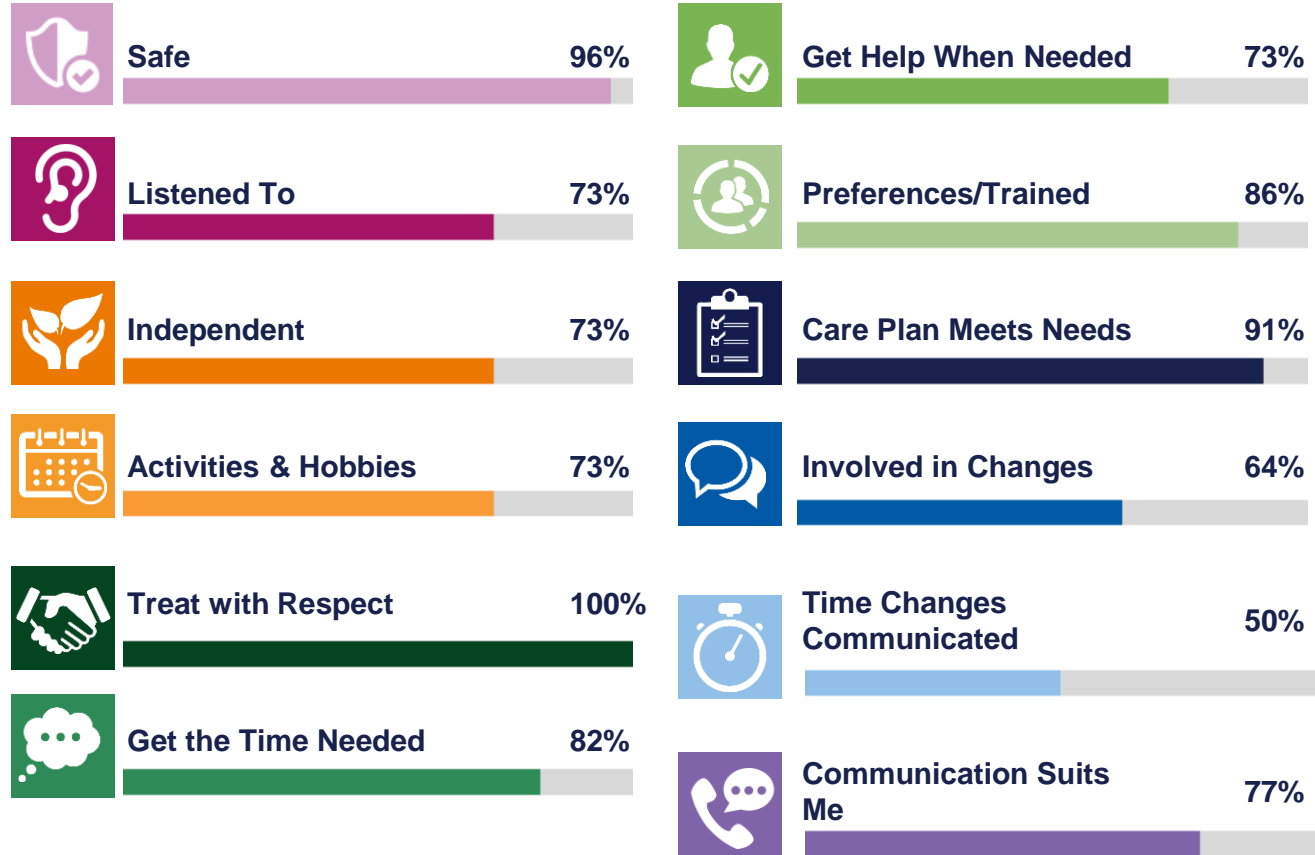 Safe 96%
Listened To 73%
Independent 73%
Activities & Hobbies 73%
Treat with Respect 100%
Get the Time Needed 82%
Get Help When Needed 73%
Preferences/Trained 86%
Care Plan Meets Needs 91%
Involved in Changes 64%
Time Changes
Communicated 50%
Communication Suits
Me 77%